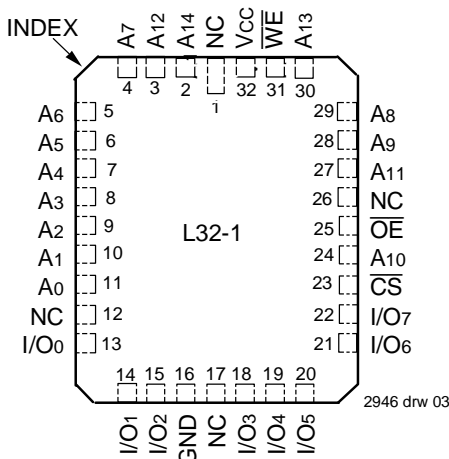 INDEX
A7 A12 A14 NC VCC WE A13
4 3 2 1 32 31 30
A6 5 29 A8
A5 6 28 A9
A4 7 27 A11
A3 8 26 NC
A2 9 L32-1 25 OE
A1 10 24 A10
A0 11 23 CS
NC 12 22 I/O7
I/O0 13 21 I/O6
14 15 16 17 18 19 20
I/O1 I/O2 GND NC I/O3 I/O4 I/O5
2946 drw 03